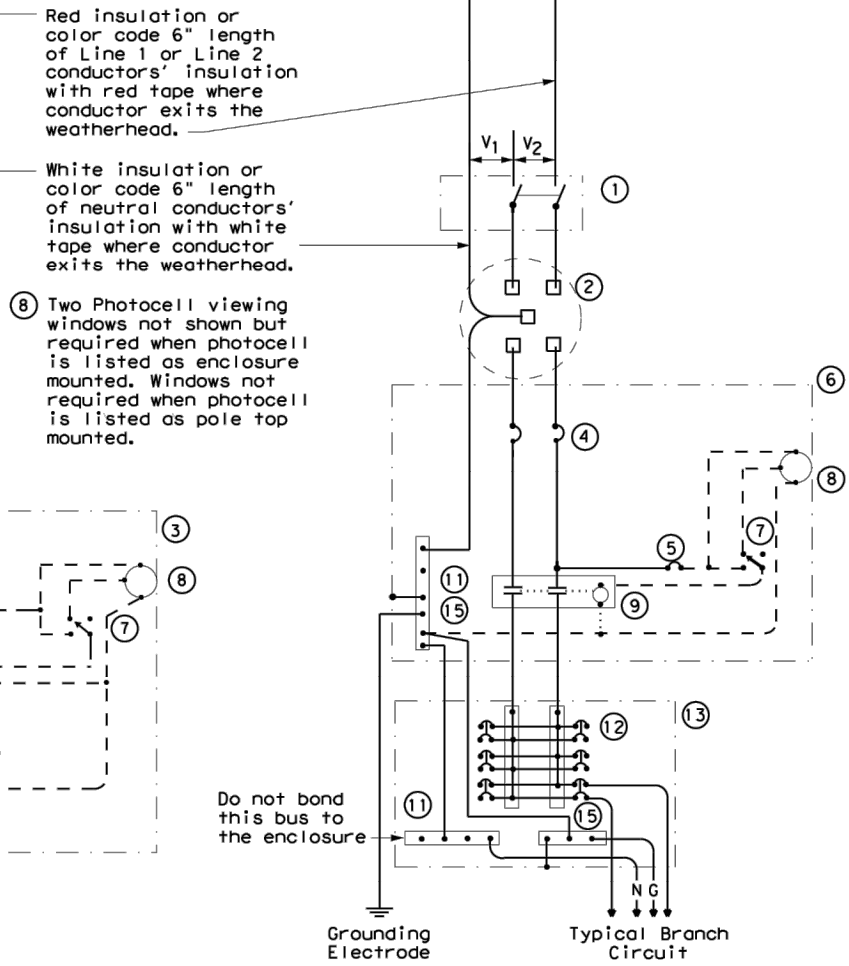 Red insulation or
color code 6" length
of Line 1 or Line 2
conductors' insulation
with red tape where
conductor exits the
weatherhead.
White insulation or
color code 6" length
of neutral conductors'
insulation with white
tape where conductor
exits the weatherhead.
8 Two Photocell viewing
windows not shown but
required when photocell
is listed as enclosure
mounted. Windows not
required when photocell
is listed as pole top
mounted.
V1 V2
1
2
6
4
8
3
7
5
8
11
7
15
9
13
12
Do not bond
this bus to
the enclosure
11
15
N G
Grounding
Electrode
Typical Branch
Circuit